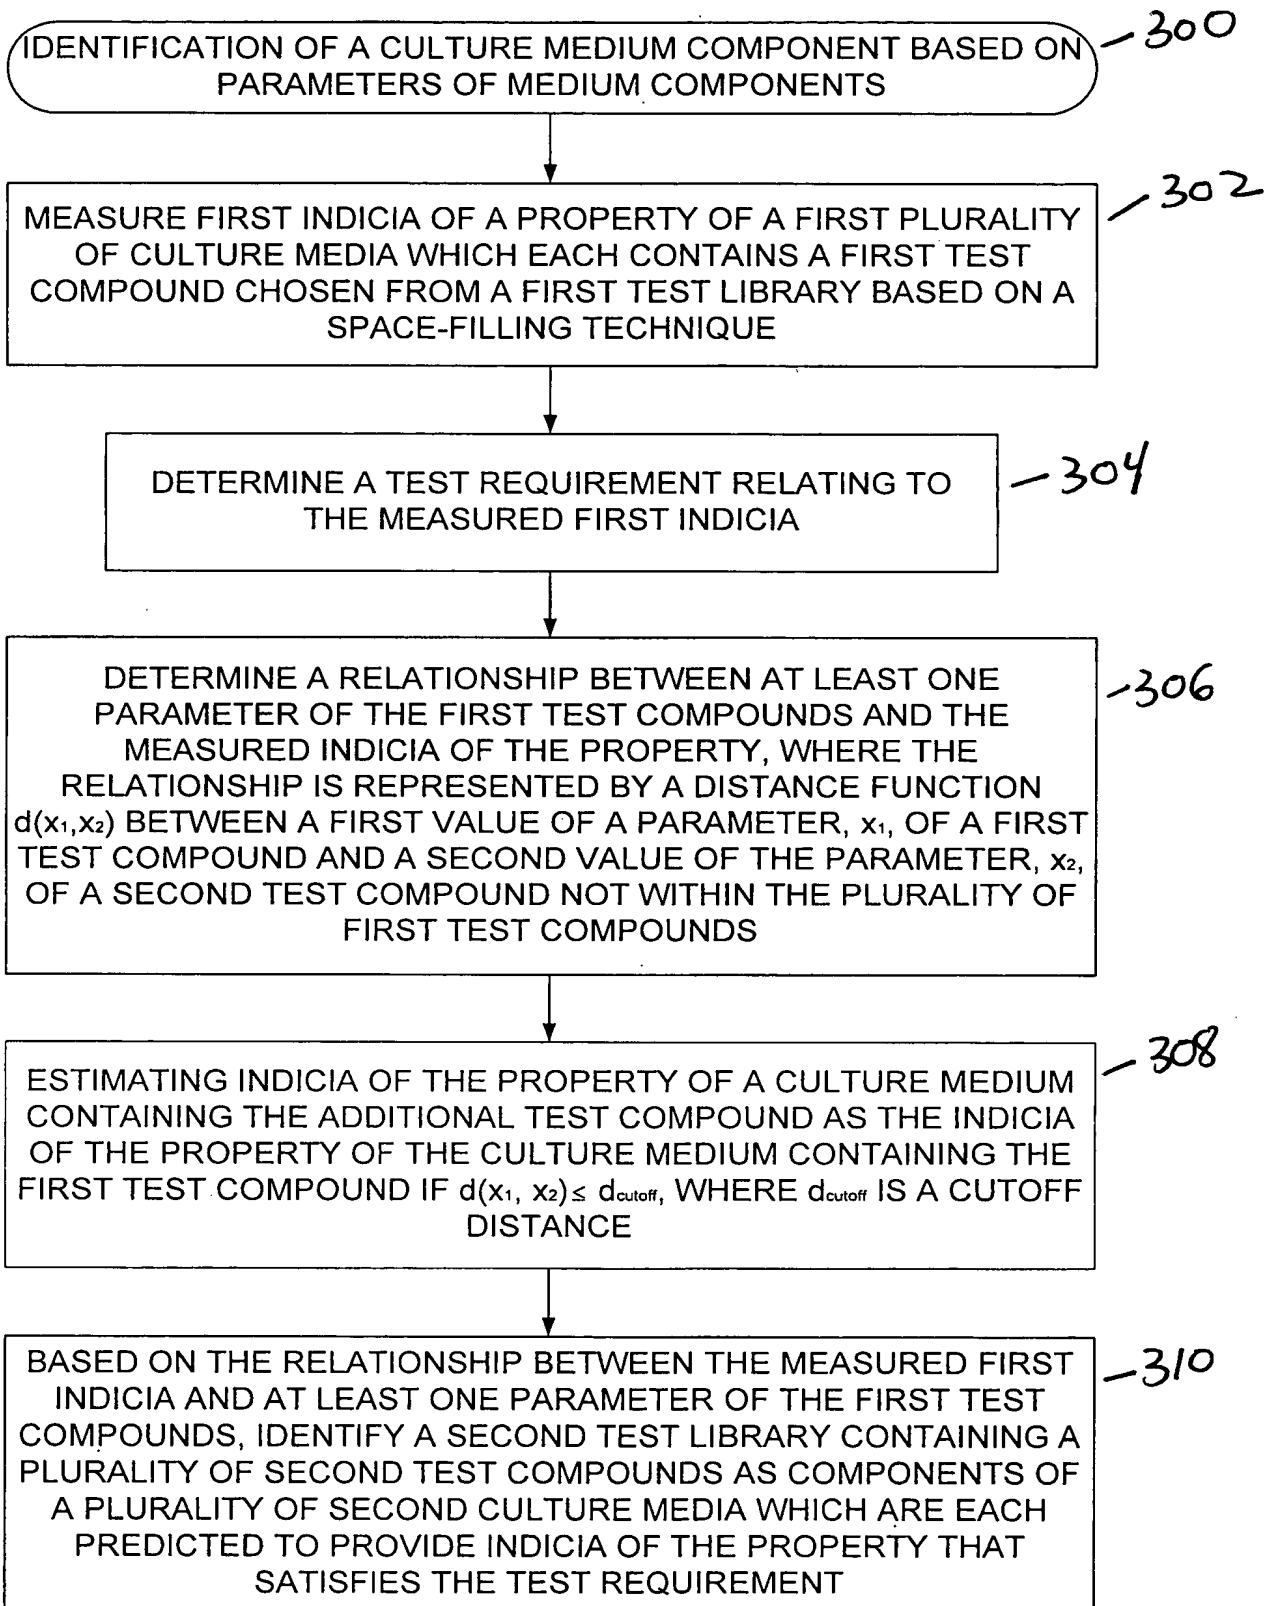 IDENTIFICATION OF A CULTURE MEDIUM COMPONENT BASED ON
PARAMETERS OF MEDIUM COMPONENTS
300
MEASURE FIRST INDICIA OF A PROPERTY OF A FIRST PLURALITY
OF CULTURE MEDIA WHICH EACH CONTAINS A FIRST TEST
COMPOUND CHOSEN FROM A FIRST TEST LIBRARY BASED ON A
SPACE-FILLING TECHNIQUE
302
DETERMINE A TEST REQUIREMENT RELATING TO
THE MEASURED FIRST INDICIA
304
DETERMINE A RELATIONSHIP BETWEEN AT LEAST ONE
PARAMETER OF THE FIRST TEST COMPOUNDS AND THE
MEASURED INDICIA OF THE PROPERTY, WHERE THE
RELATIONSHIP IS REPRESENTED BY A DISTANCE FUNCTION
d(x₁,x₂) BETWEEN A FIRST VALUE OF A PARAMETER, x₁, OF A FIRST
TEST COMPOUND AND A SECOND VALUE OF THE PARAMETER, x₂,
OF A SECOND TEST COMPOUND NOT WITHIN THE PLURALITY OF
FIRST TEST COMPOUNDS
306
ESTIMATING INDICIA OF THE PROPERTY OF A CULTURE MEDIUM
CONTAINING THE ADDITIONAL TEST COMPOUND AS THE INDICIA
OF THE PROPERTY OF THE CULTURE MEDIUM CONTAINING THE
FIRST TEST COMPOUND IF d(x₁, x₂) ≤ dcutoff, WHERE dcutoff IS A CUTOFF
DISTANCE
308
BASED ON THE RELATIONSHIP BETWEEN THE MEASURED FIRST
INDICIA AND AT LEAST ONE PARAMETER OF THE FIRST TEST
COMPOUNDS, IDENTIFY A SECOND TEST LIBRARY CONTAINING A
PLURALITY OF SECOND TEST COMPOUNDS AS COMPONENTS OF
A PLURALITY OF SECOND CULTURE MEDIA WHICH ARE EACH
PREDICTED TO PROVIDE INDICIA OF THE PROPERTY THAT
SATISFIES THE TEST REQUIREMENT
310